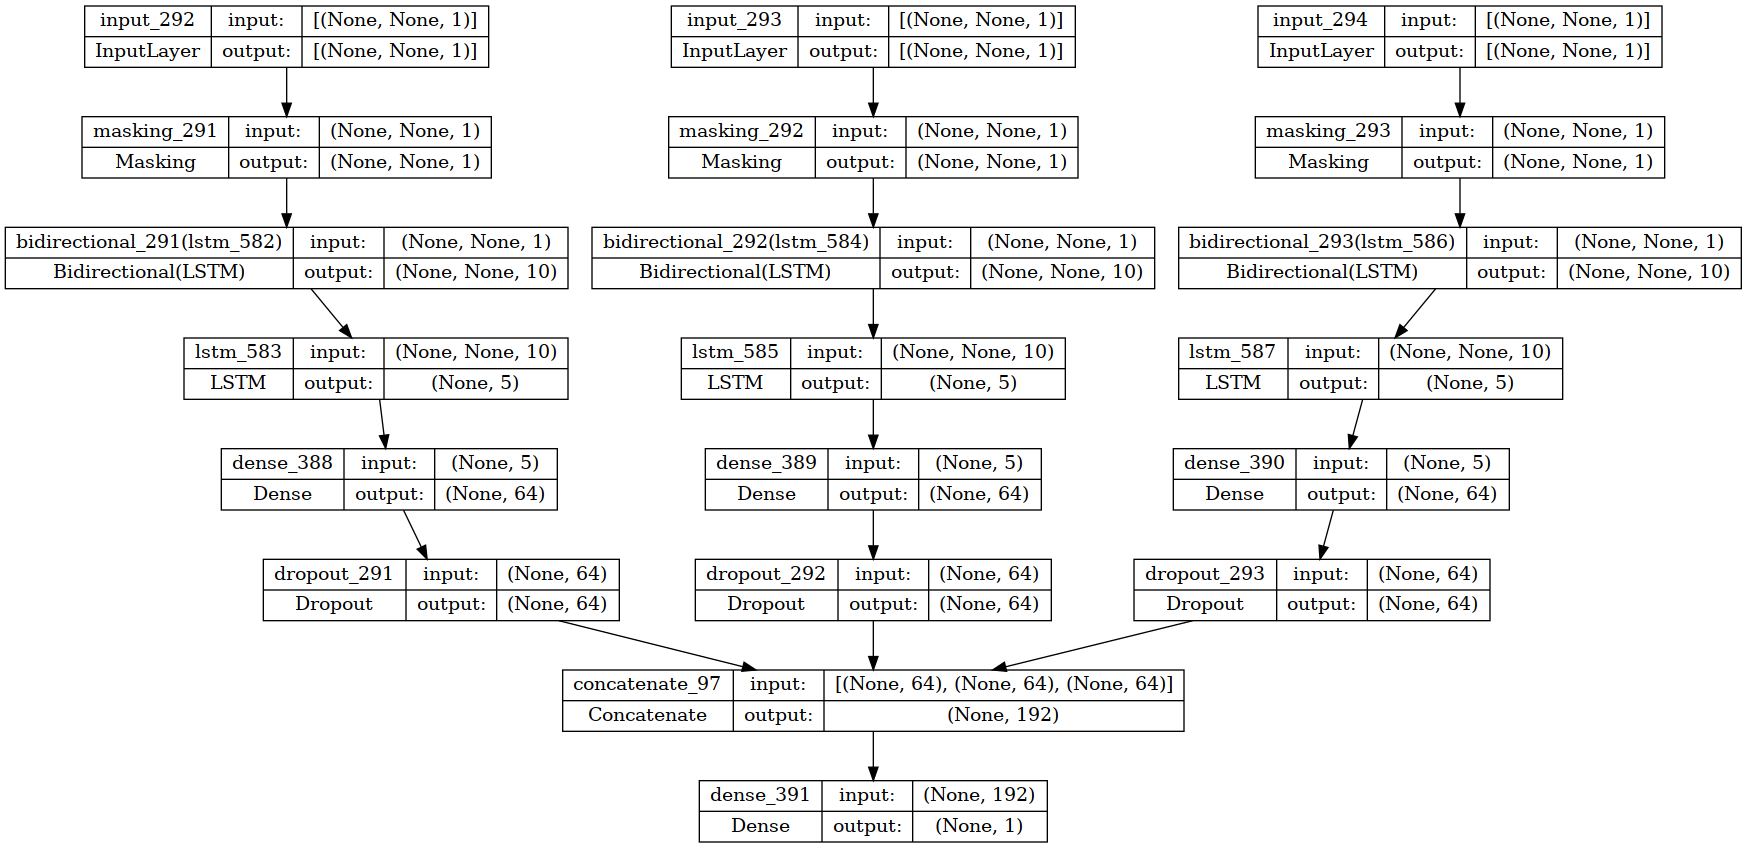 input_292 input: [(None, None, 1)]
InputLayer output: [(None, None, 1)]
input_293 input: [(None, None, 1)]
InputLayer output: [(None, None, 1)]
input_294 input: [(None, None, 1)]
InputLayer output: [(None, None, 1)]
masking_291 input: (None, None, 1)
Masking output: (None, None, 1)
masking_292 input: (None, None, 1)
Masking output: (None, None, 1)
masking_293 input: (None, None, 1)
Masking output: (None, None, 1)
bidirectional_291(lstm_582) input: (None, None, 1)
Bidirectional(LSTM) output: (None, None, 10)
bidirectional_292(lstm_584) input: (None, None, 1)
Bidirectional(LSTM) output: (None, None, 10)
bidirectional_293(lstm_586) input: (None, None, 1)
Bidirectional(LSTM) output: (None, None, 10)
lstm_583 input: (None, None, 10)
LSTM output: (None, 5)
lstm_585 input: (None, None, 10)
LSTM output: (None, 5)
lstm_587 input: (None, None, 10)
LSTM output: (None, 5)
dense_388 input: (None, 5)
Dense output: (None, 64)
dense_389 input: (None, 5)
Dense output: (None, 64)
dense_390 input: (None, 5)
Dense output: (None, 64)
dropout_291 input: (None, 64)
Dropout output: (None, 64)
dropout_292 input: (None, 64)
Dropout output: (None, 64)
dropout_293 input: (None, 64)
Dropout output: (None, 64)
concatenate_97 input: [(None, 64), (None, 64), (None, 64)]
Concatenate output: (None, 192)
dense_391 input: (None, 192)
Dense output: (None, 1)